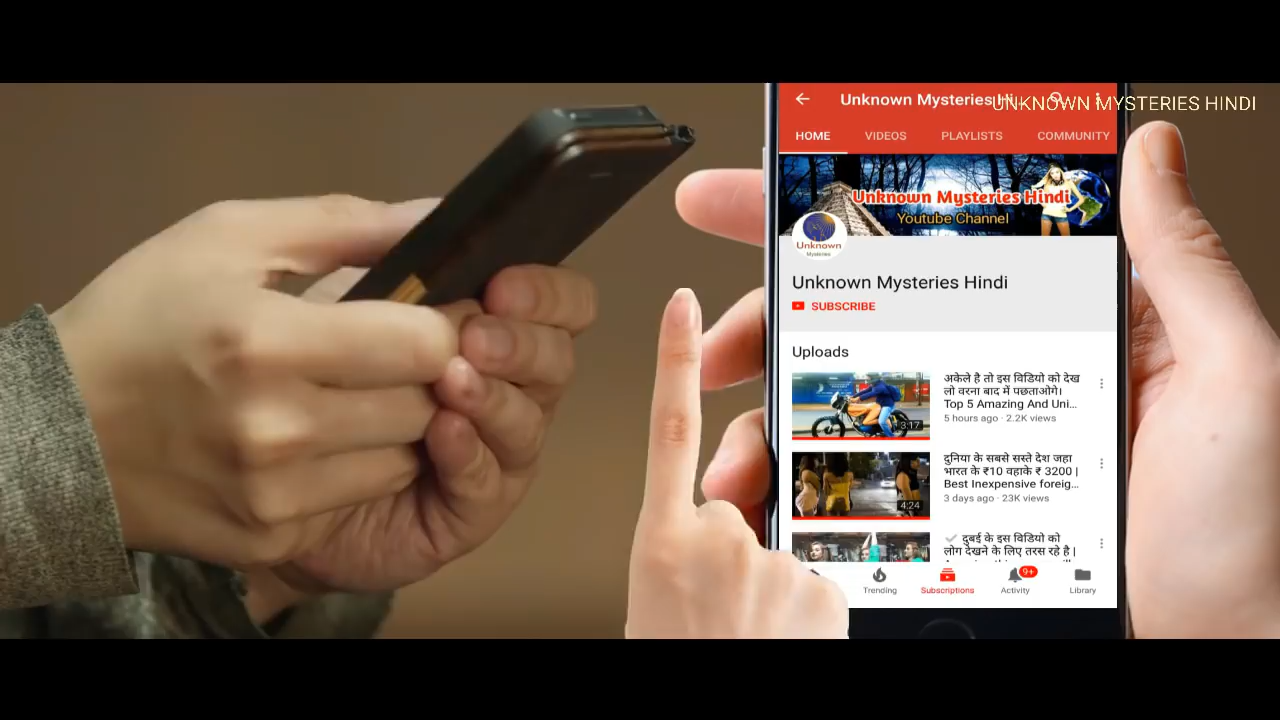 Unknown Mysteries Hi...
UNKNOWN MYSTERIES HINDI
HOME VIDEOS PLAYLISTS COMMUNITY
Unknown Mysteries Hindi
Youtube Channel
Unknown
Mysteries
Unknown Mysteries Hindi
SUBSCRIBE
Uploads
अकेले है तो इस विडियो को देख
लो वरना बाद में पछताओगे।
Top 5 Amazing And Uni...
5 hours ago · 2.2K views
3:17
दुनिया के सबसे सस्ते देश जहा
भारत के ₹10 वहाके ₹ 3200 |
Best Inexpensive foreig...
3 days ago · 23K views
4:24
दुबई के इस विडियो को
लोग देखने के लिए तरस रहे है |
9+
Trending Subscriptions Activity Library